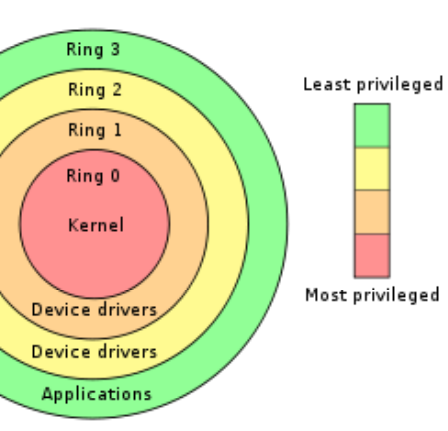 Ring 3
Ring 2
Ring 1
Ring 0
Kernel
Device drivers
Device drivers
Applications
Least privileged
Most privileged